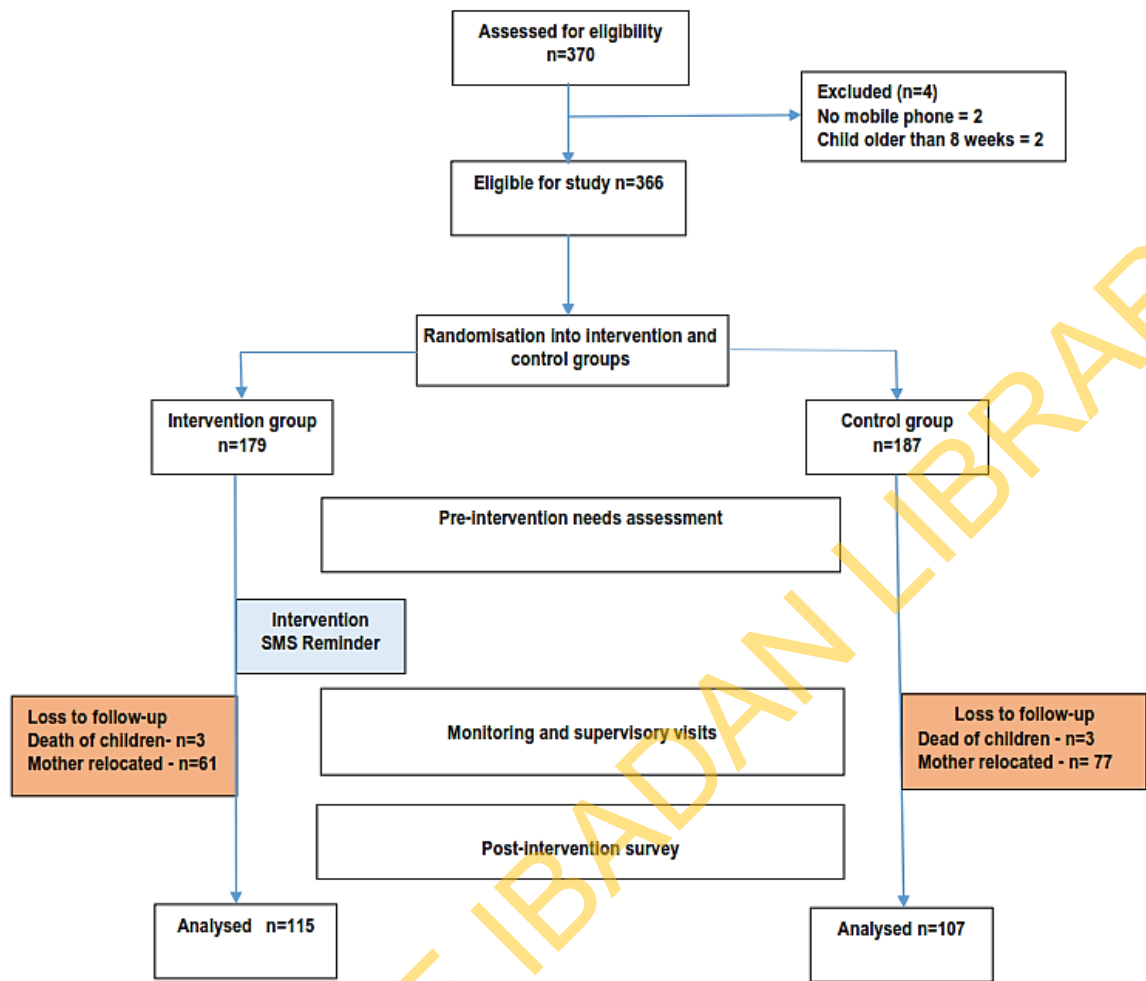 Assessed for eligibility
n=370
Excluded (n=4)
No mobile phone = 2
Child older than 8 weeks = 2
Eligible for study n=366
Randomisation into intervention and
control groups
Intervention group
n=179
Control group
n=187
Pre-intervention needs assessment
Intervention
SMS Reminder
Loss to follow-up
Death of children- n=3
Mother relocated - n=61
Monitoring and supervisory visits
Loss to follow-up
Dead of children - n=3
Mother relocated - n= 77
Post-intervention survey
Analysed n=115
Analysed n=107
IBADAN LIBRAR